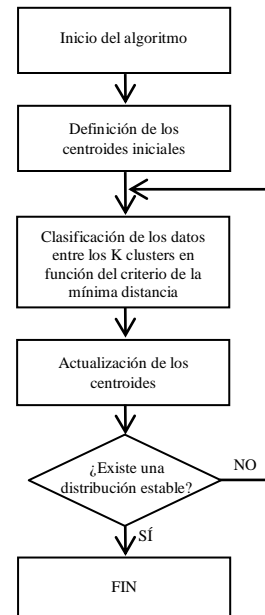 Inicio del algoritmo
Definición de los
centroides iniciales
Clasificación de los datos
entre los K clusters en
función del criterio de la
mínima distancia
Actualización de los
centroides
¿Existe una
distribución estable?
NO
SÍ
FIN